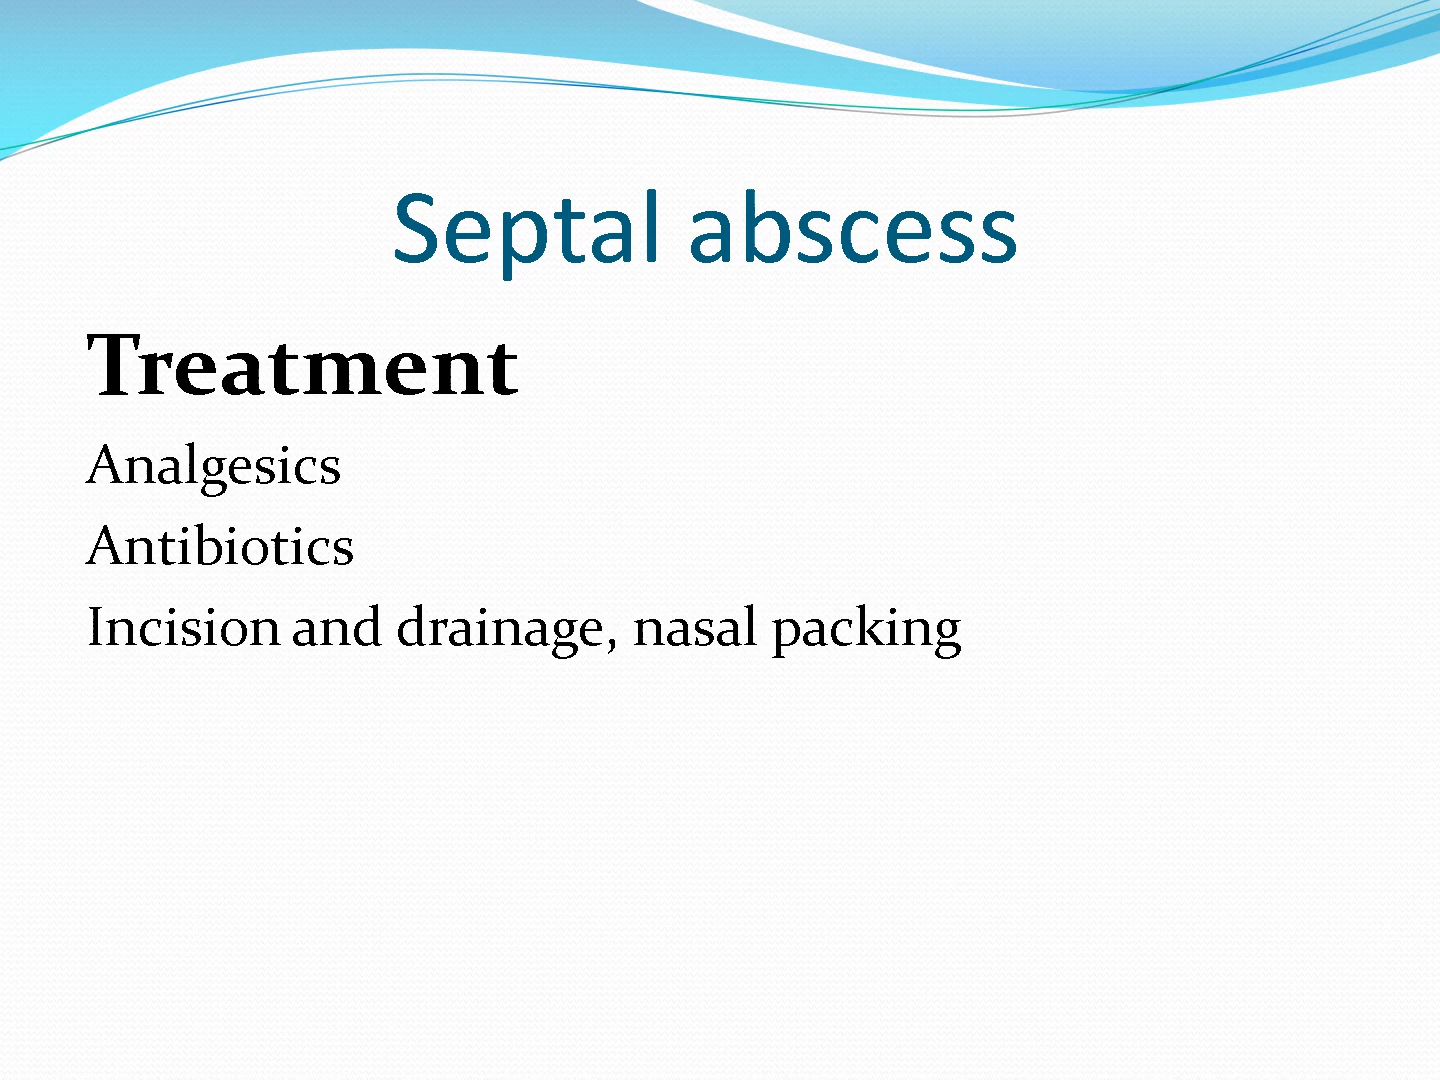 Septal abscess
Treatment
Analgesics
Antibiotics
Incision and drainage, nasal packing